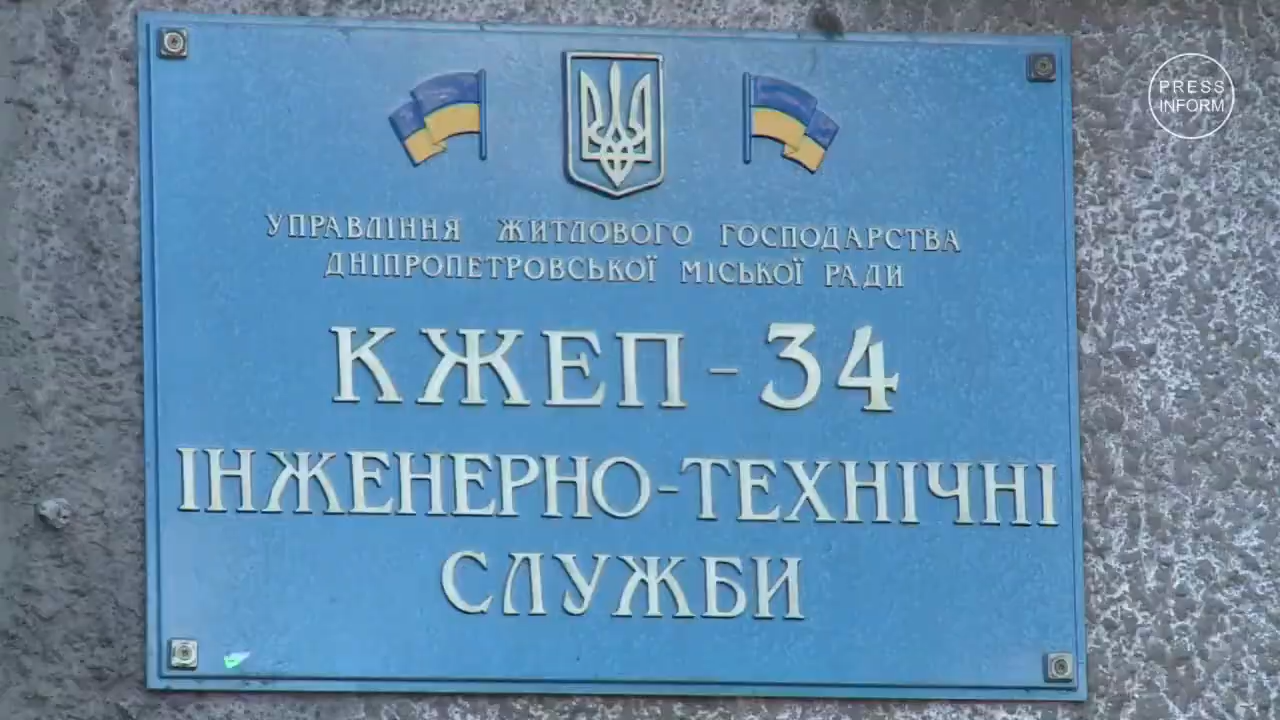 УПРАВЛІННЯ ЖИТЛОВОГО ГОСПОДАРСТВА
ДНІПРОПЕТРОВСЬКОЇ МІСЬКОЇ РАДИ
КЖЕП - 34
ІНЖЕНЕРНО-ТЕХНІЧНІ
СЛУЖБИ
PRESS
INFORM